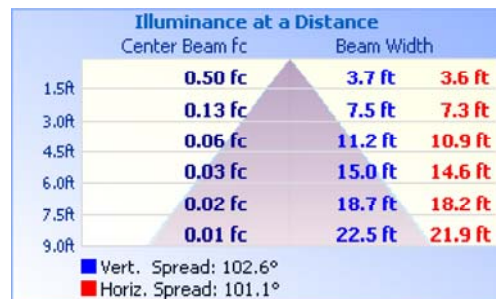 Illuminance at a Distance
Center Beam fc Beam Width
1.5ft 0.50 fc 3.7 ft 3.6 ft
3.0ft 0.13 fc 7.5 ft 7.3 ft
4.5ft 0.06 fc 11.2 ft 10.9 ft
6.0ft 0.03 fc 15.0 ft 14.6 ft
7.5ft 0.02 fc 18.7 ft 18.2 ft
9.0ft 0.01 fc 22.5 ft 21.9 ft
Vert. Spread: 102.6°
Horiz. Spread: 101.1°